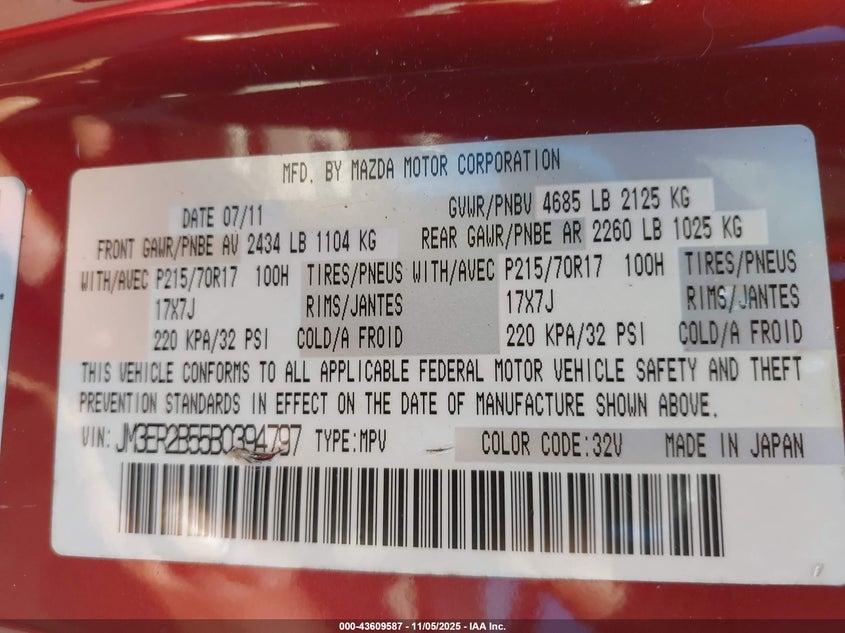 MFD. BY MAZDA MOTOR CORPORATION
DATE 07/11 GVWR/PNBV 4685 LB 2125 KG
FRONT GAWR/PNBE AV 2434 LB 1104 KG REAR GAWR/PNBE AR 2260 LB 1025 KG
WITH/AVEC P215/70R17 100H TIRES/PNEUS WITH/AVEC P215/70R17 100H TIRES/PNEUS
17X7J RIMS/JANTES 17X7J RIMS/JANTES
220 KPA/32 PSI COLD/A FROID 220 KPA/32 PSI COLD/A FROID
THIS VEHICLE CONFORMS TO ALL APPLICABLE FEDERAL MOTOR VEHICLE SAFETY AND THEFT
PREVENTION STANDARDS IN EFFECT ON THE DATE OF MANUFACTURE SHOWN ABOVE.
VIN: JM3ER2B55B0394797 TYPE:MPV COLOR CODE:32V MADE IN JAPAN
000-43609587 - 11/05/2025 - IAA Inc.